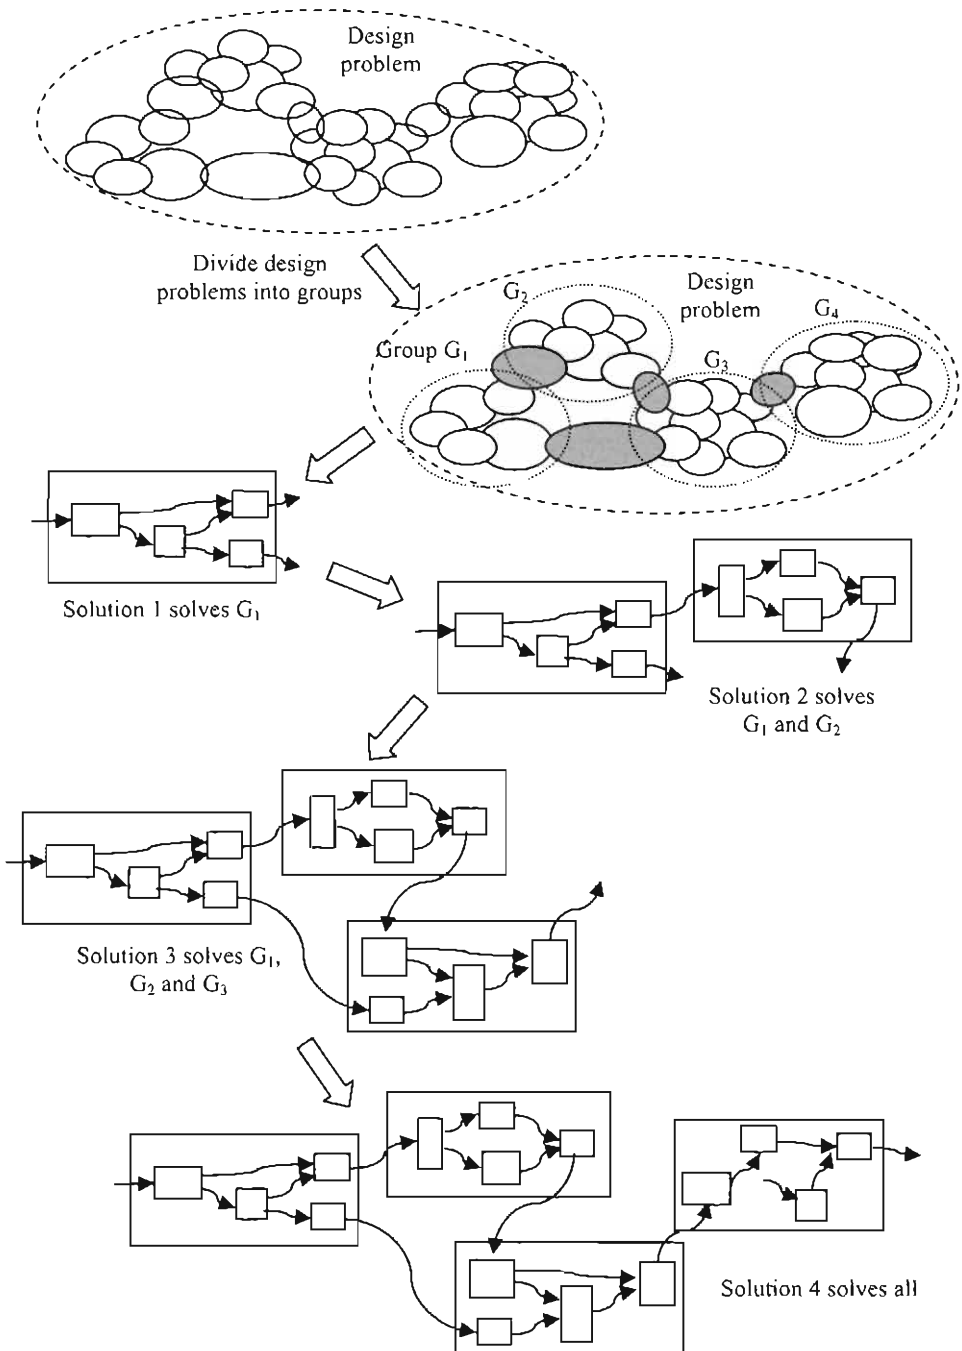 Design
problem
Divide design
problems into groups
Design
problem
G₂
G₄
Group G₁
G₃
Solution 1 solves G₁
Solution 2 solves
G₁ and G₂
Solution 3 solves G₁,
G₂ and G₃
Solution 4 solves all